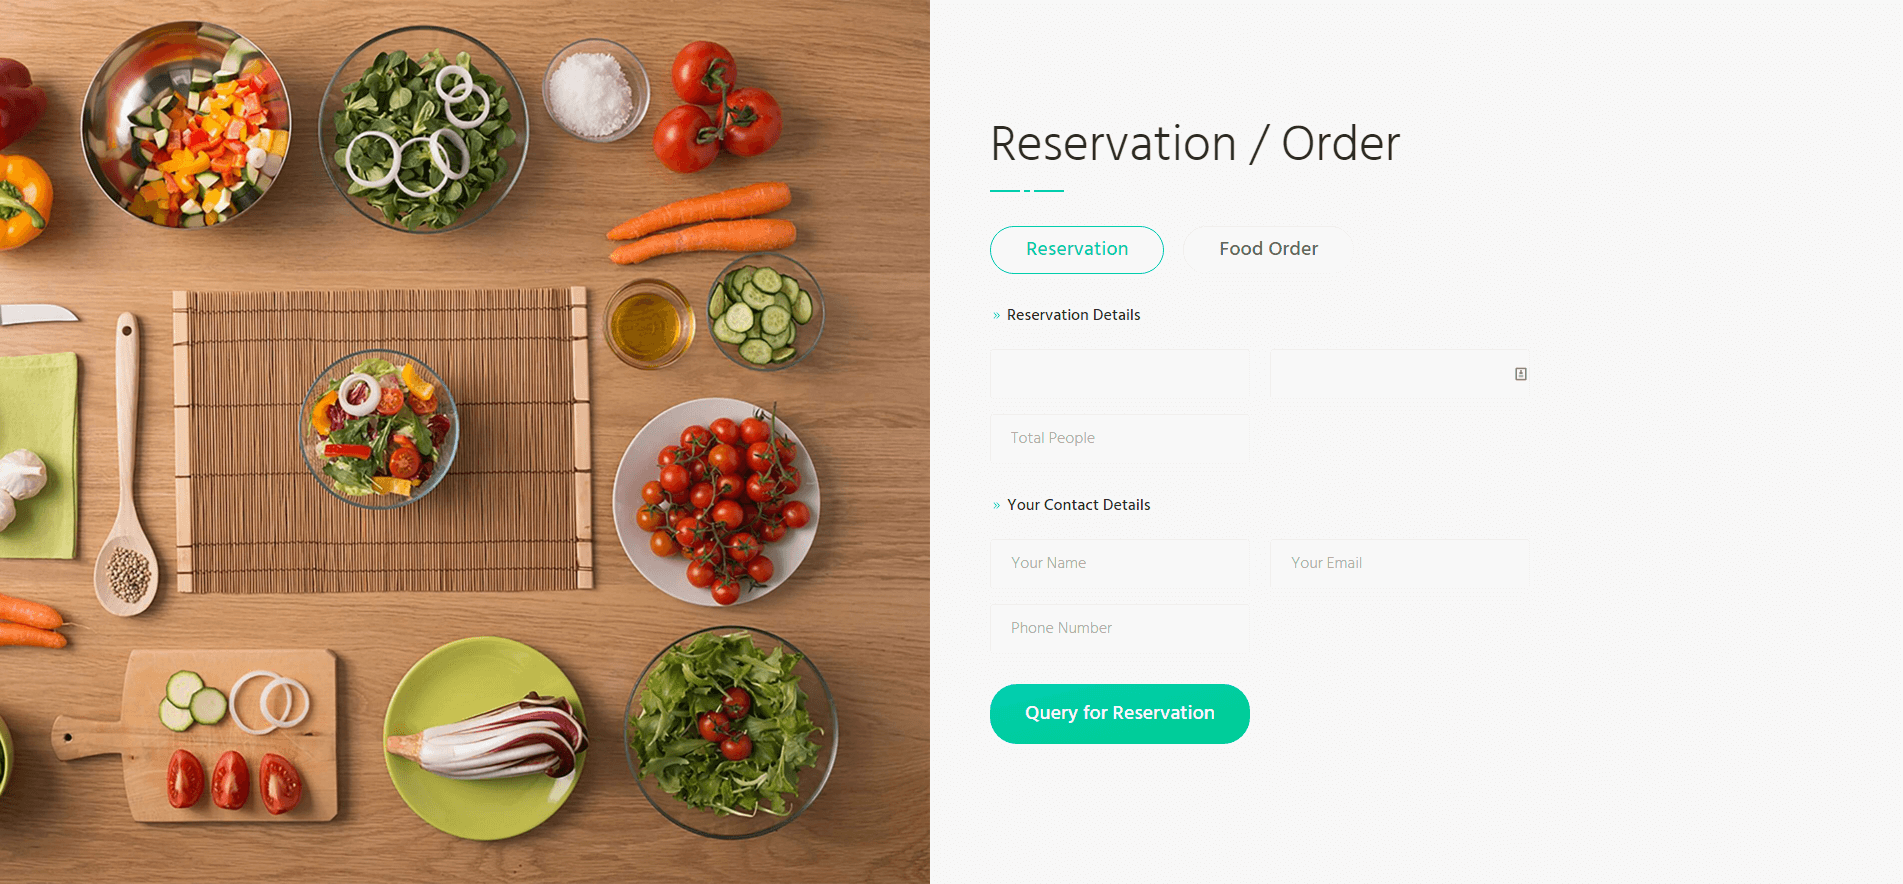 Reservation / Order
Reservation
Food Order
» Reservation Details
Total People
» Your Contact Details
Your Name
Your Email
Phone Number
Query for Reservation